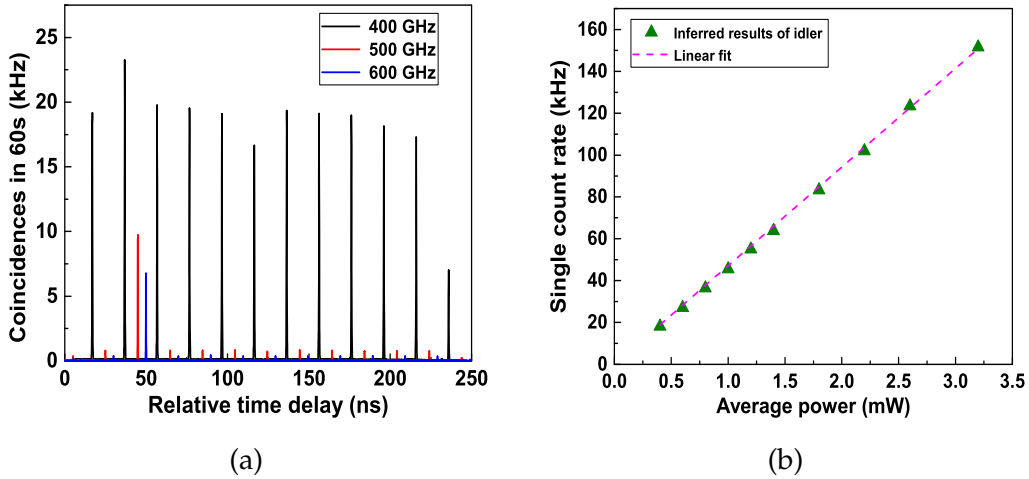 400 GHz
500 GHz
600 GHz
Coincidences in 60s (kHz)
25
20
15
10
5
0
0 50 100 150 200 250
Relative time delay (ns)
(a)
Inferred results of idler
Linear fit
Single count rate (kHz)
160
140
120
100
80
60
40
20
0
0.0 0.5 1.0 1.5 2.0 2.5 3.0 3.5
Average power (mW)
(b)